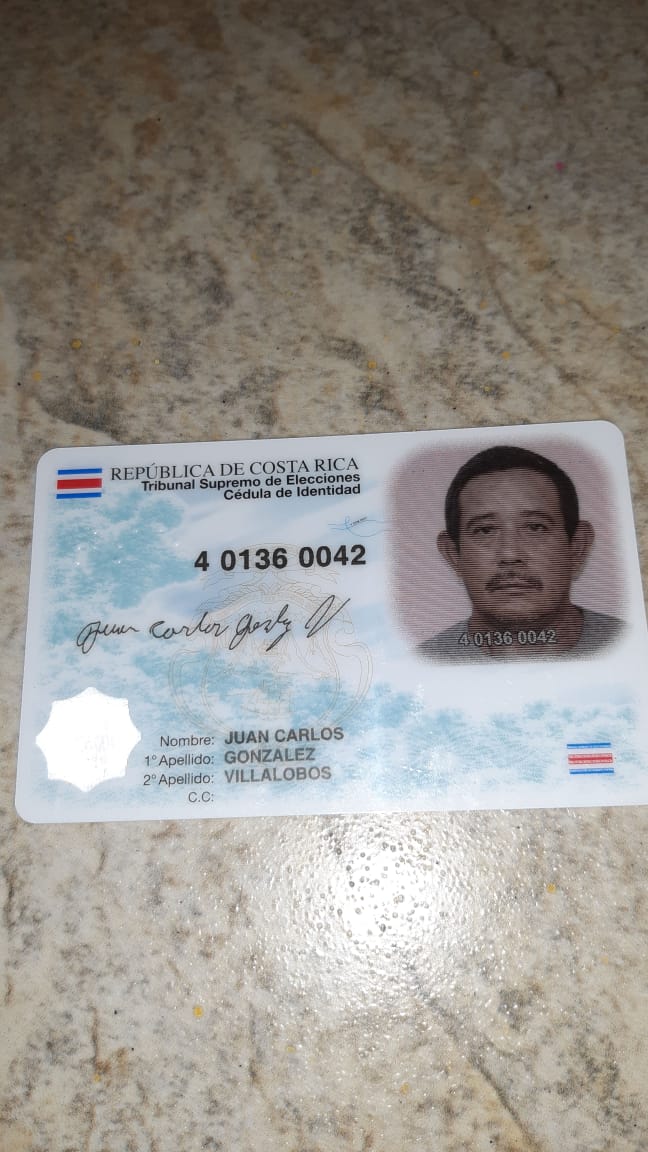 REPÚBLICA DE COSTA RICA
Tribunal Supremo de Elecciones
Cédula de Identidad
4 0136 0042
Juan Carlos
4 0136 0042
Nombre: JUAN CARLOS
1° Apellido: GONZALEZ
2° Apellido: VILLALOBOS
C.C: